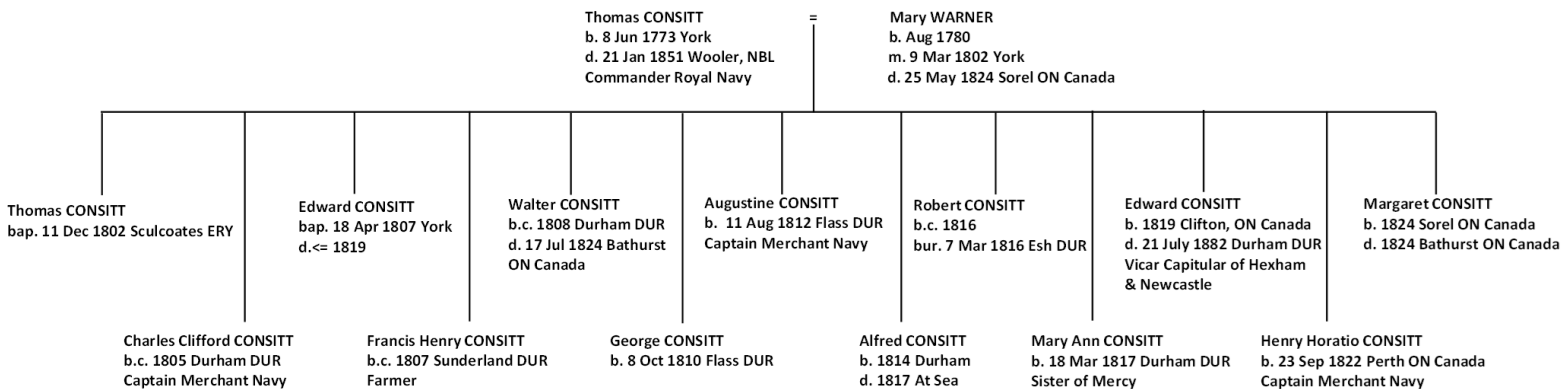 Thomas CONSITT
b. 8 Jun 1773 York
d. 21 Jan 1851 Wooler, NBL
Commander Royal Navy
=
Mary WARNER
b. Aug 1780
m. 9 Mar 1802 York
d. 25 May 1824 Sorel ON Canada
Thomas CONSITT
bap. 11 Dec 1802 Sculcoates ERY
Edward CONSITT
bap. 18 Apr 1807 York
d.<= 1819
Walter CONSITT
b.c. 1808 Durham DUR
d. 17 Jul 1824 Bathurst
ON Canada
Augustine CONSITT
b. 11 Aug 1812 Flass DUR
Captain Merchant Navy
Robert CONSITT
b.c. 1816
bur. 7 Mar 1816 Esh DUR
Edward CONSITT
b. 1819 Clifton, ON Canada
d. 21 July 1882 Durham DUR
Vicar Capitular of Hexham
& Newcastle
Margaret CONSITT
b. 1824 Sorel ON Canada
d. 1824 Bathurst ON Canada
Charles Clifford CONSITT
b.c. 1805 Durham DUR
Captain Merchant Navy
Francis Henry CONSITT
b.c. 1807 Sunderland DUR
Farmer
George CONSITT
b. 8 Oct 1810 Flass DUR
Alfred CONSITT
b. 1814 Durham
d. 1817 At Sea
Mary Ann CONSITT
b. 18 Mar 1817 Durham DUR
Sister of Mercy
Henry Horatio CONSITT
b. 23 Sep 1822 Perth ON Canada
Captain Merchant Navy